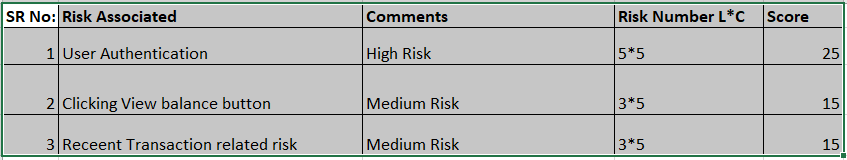 SR No: Risk Associated Comments Risk Number L*C Score
1 User Authentication High Risk 5*5 25
2 Clicking View balance button Medium Risk 3*5 15
3 Receent Transaction related risk Medium Risk 3*5 15